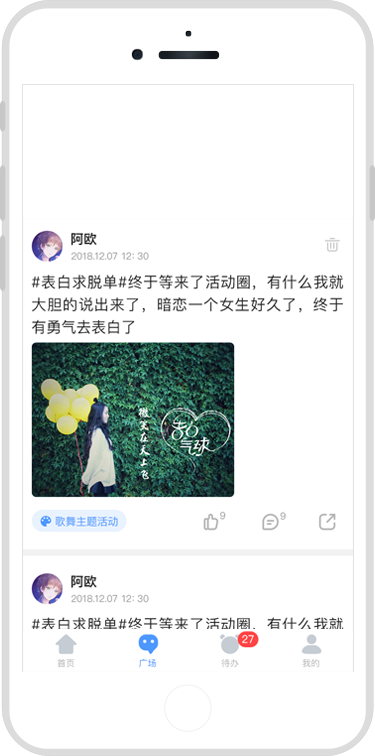 阿欧
2018.12.07 12: 30
#表白求脱单#终于等来了活动圈，有什么我就
大胆的说出来了，暗恋一个女生好久了，终于
有勇气去表白了
微笑在天上飞
告白
气球
歌舞主题活动
9
9
阿欧
2018.12.07 12: 30
#表白求脱单#终于等来了活动圈，有什么我就
27
首页
广场
待办
我的